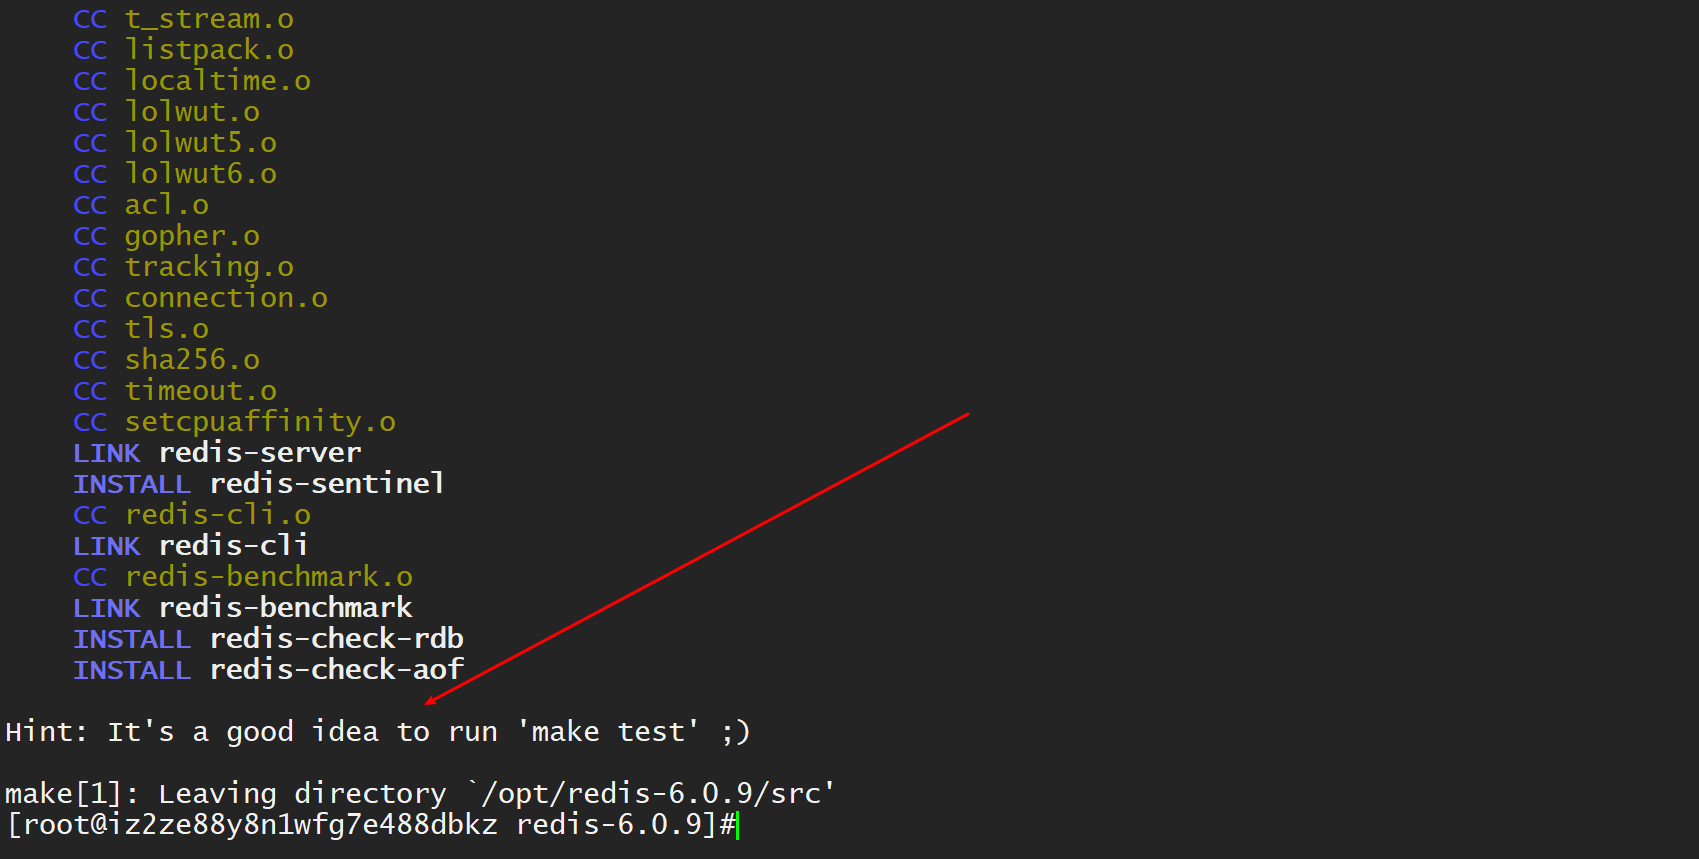 CC t_stream.o
CC listpack.o
CC localtime.o
CC lolwut.o
CC lolwut5.o
CC lolwut6.o
CC acl.o
CC gopher.o
CC tracking.o
CC connection.o
CC tls.o
CC sha256.o
CC timeout.o
CC setcpuaffinity.o
LINK redis-server
INSTALL redis-sentinel
CC redis-cli.o
LINK redis-cli
CC redis-benchmark.o
LINK redis-benchmark
INSTALL redis-check-rdb
INSTALL redis-check-aof
Hint: It's a good idea to run 'make test' ;)
make[1]: Leaving directory `/opt/redis-6.0.9/src'
[root@iz2ze88y8n1wfg7e488dbkz redis-6.0.9]#